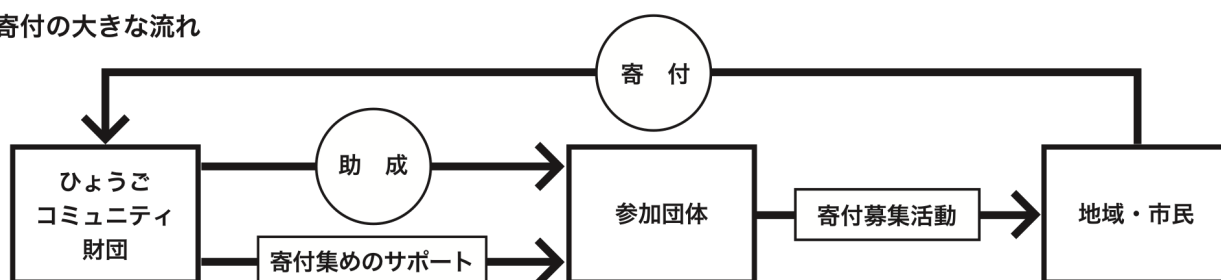 寄付の大きな流れ
寄　付
助　成
ひょうご
コミュニティ
財団
参加団体
寄付募集活動
地域・市民
寄付集めのサポート